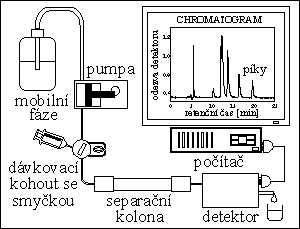 CHROMATOGRAM
odezva detektoru
píky
retenční čas [min]
pumpa
mobilní
fáze
počítač
dávkovací
kohout se
smyčkou
separační
kolona
detektor